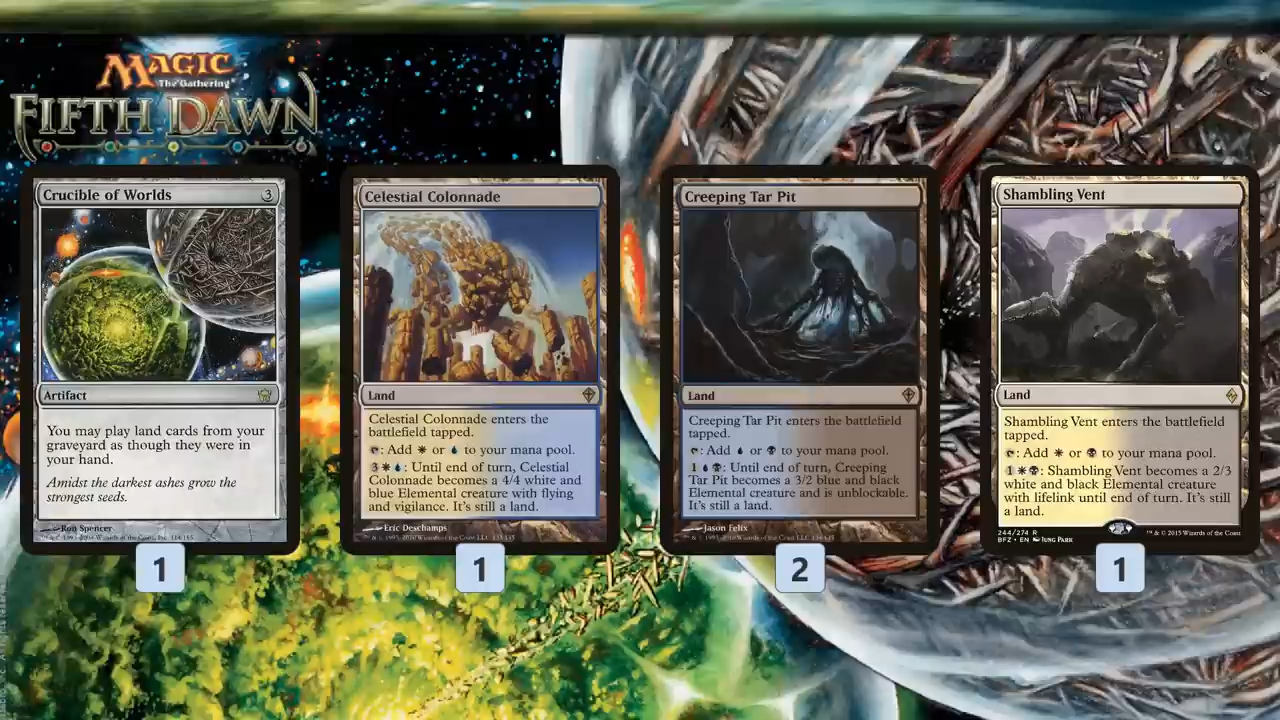 MAGIC
The Gathering
FIFTH DAWN
Crucible of Worlds 3
Artifact
You may play land cards from your
graveyard as though they were in
your hand.
Amidst the darkest ashes grow the
strongest seeds.
Ron Spencer
1
Celestial Colonnade
Land
Celestial Colonnade enters the
battlefield tapped.
: Add or to your mana pool.
3 : Until end of turn, Celestial
Colonnade becomes a 4/4 white and
blue Elemental creature with flying
and vigilance. It's still a land.
Eric Deschamps
1
Creeping Tar Pit
Land
Creeping Tar Pit enters the battlefield
tapped.
: Add or to your mana pool.
1 : Until end of turn, Creeping
Tar Pit becomes a 3/2 blue and black
Elemental creature and is unblockable.
It's still a land.
Jason Felix
2
Shambling Vent
Land
Shambling Vent enters the battlefield
tapped.
: Add or to your mana pool.
1 : Shambling Vent becomes a 2/3
white and black Elemental creature
with lifelink until end of turn. It's still
a land.
244/274 R
BFZ • EN JUNG PARK
™ & © 2015 Wizards of the Coast
1